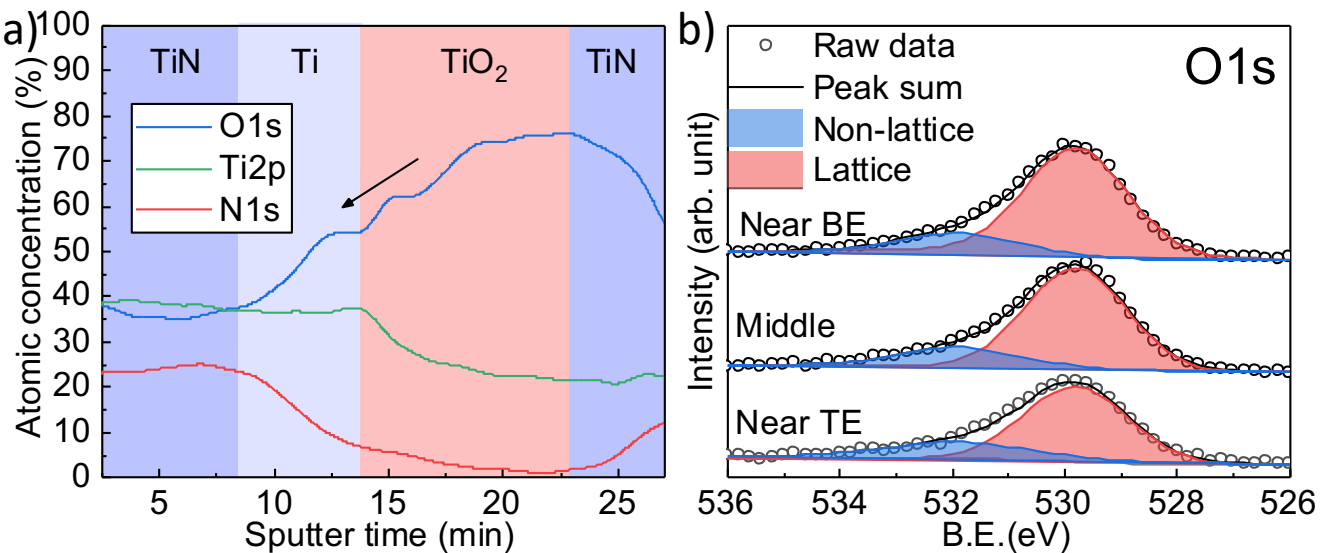 a)
TiN Ti TiO₂ TiN
O1s
Ti2p
N1s
Atomic concentration (%)
100
90
80
70
60
50
40
30
20
10
0
5 10 15 20 25
Sputter time (min)
b)
O1s
Raw data
Peak sum
Non-lattice
Lattice
Near BE
Middle
Near TE
Intensity (arb. unit)
536 534 532 530 528 526
B.E.(eV)